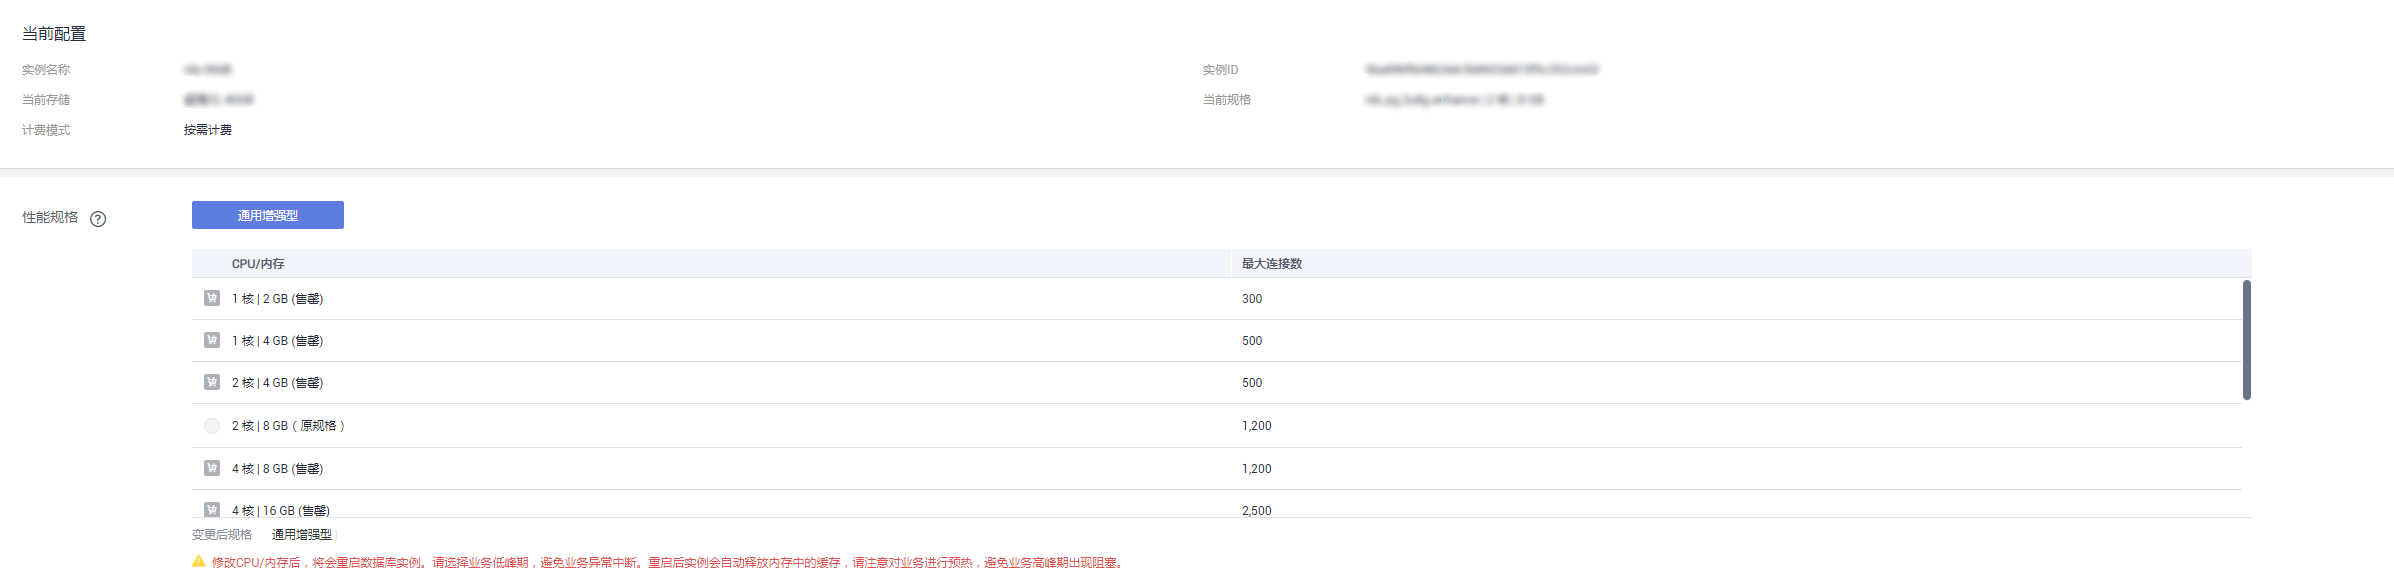 当前配置
实例名称
实例ID
当前存储
当前规格
计费模式 按需计费
性能规格 ?
通用增强型
CPU/内存 最大连接数
1 核 | 2 GB (售罄) 300
1 核 | 4 GB (售罄) 500
2 核 | 4 GB (售罄) 500
2 核 | 8 GB（原规格） 1,200
4 核 | 8 GB (售罄) 1,200
4 核 | 16 GB (售罄) 2,500
变更后规格 通用增强型 |
修改CPU/内存后，将会重启数据库实例。请选择业务低峰期，避免业务异常中断。重启后实例会自动释放内存中的缓存，请注意对业务进行预热，避免业务高峰期出现阻塞。